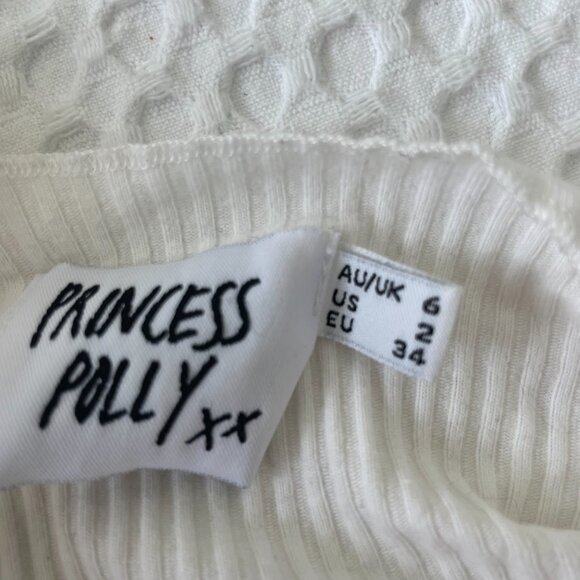 PRINCESS
POLLY xx
AU/UK 6
US 2
EU 34